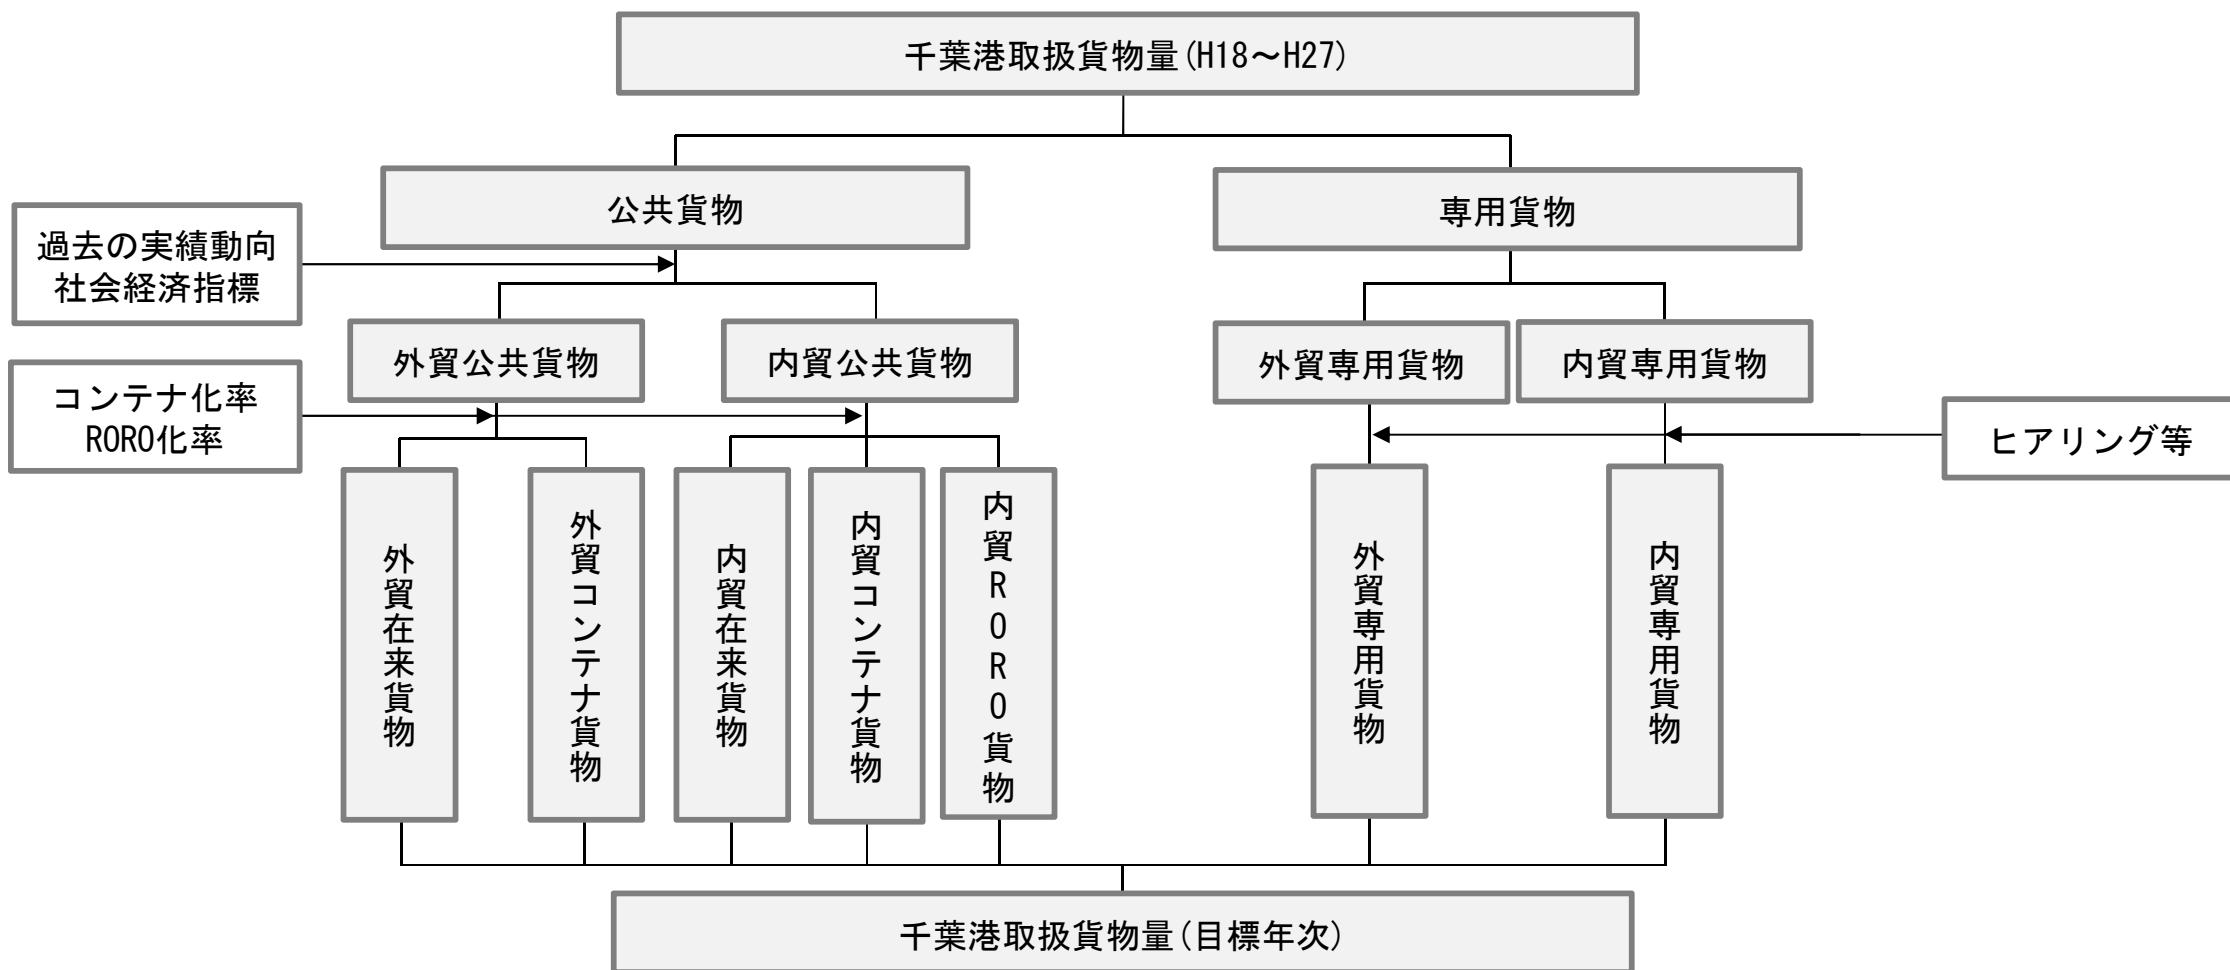 千葉港取扱貨物量(H18～H27)
公共貨物
専用貨物
過去の実績動向
社会経済指標
外貿公共貨物
内貿公共貨物
外貿専用貨物
内貿専用貨物
コンテナ化率
RORO化率
ヒアリング等
外貿在来貨物
外貿コンテナ貨物
内貿在来貨物
内貿コンテナ貨物
内貿RORO貨物
外貿専用貨物
内貿専用貨物
千葉港取扱貨物量(目標年次)